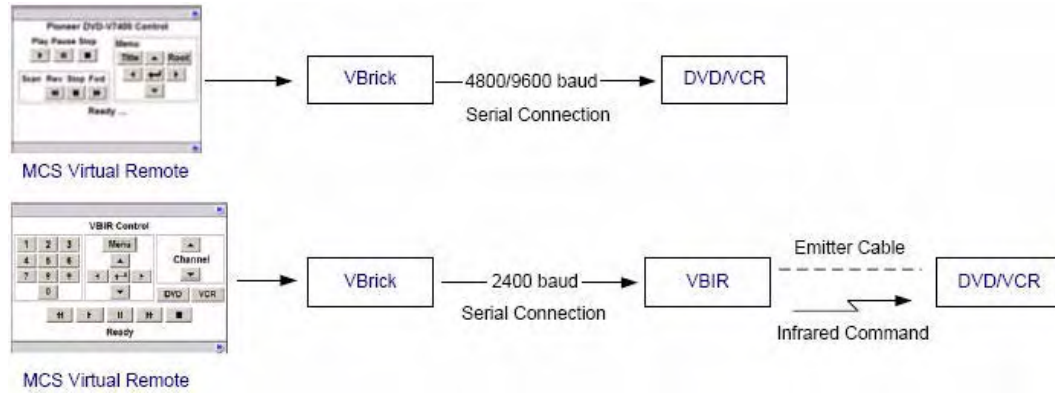 Pioneer DVD-V7400 Control
Play Pause Stop
Menu
Title
Root
Scan Rev Stop Fwd
Ready ...
MCS Virtual Remote
VBrick
4800/9600 baud
Serial Connection
DVD/VCR
VBIR Control
1 2 3
4 5 6
7 8 9
0
Menu
Channel
DVD VCR
Ready
MCS Virtual Remote
VBrick
2400 baud
Serial Connection
VBIR
Emitter Cable
Infrared Command
DVD/VCR